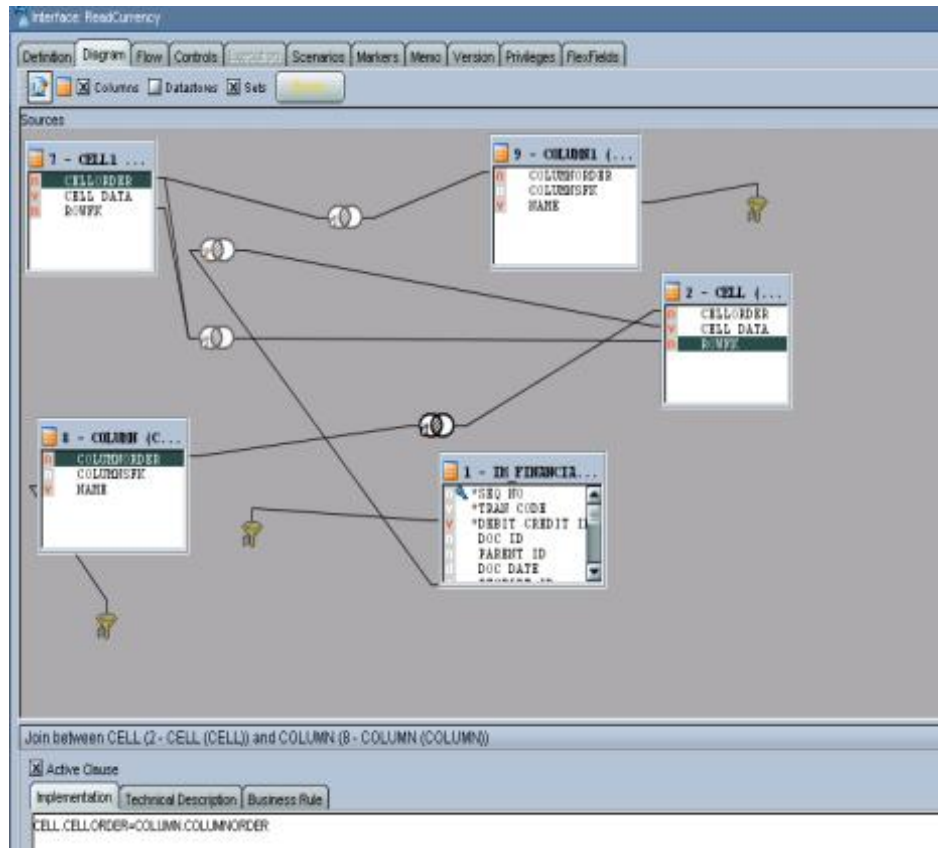 Interface: ReadCurrency
Definition Diagram Flow Controls Scenarios Markers Memo Version Privileges FlexFields
Columns Datastores Sets
Sources
7 - CELL1 ...
CELLORDER
CELL DATA
ROWFK
9 - COLUMN1 (...
COLUMNORDER
COLUMNSFK
NAME
2 - CELL (...
CELLORDER
CELL DATA
ROWFK
8 - COLUMN (C...
COLUMNORDER
COLUMNSFK
NAME
1 - IM_FINANCIA...
*SEQ NO
*TRAN CODE
*DEBIT CREDIT I
DOC ID
PARENT ID
DOC DATE
Join between CELL (2 - CELL (CELL)) and COLUMN (8 - COLUMN (COLUMN))
Active Clause
Implementation Technical Description Business Rule
CELL.CELLORDER=COLUMN.COLUMNORDER